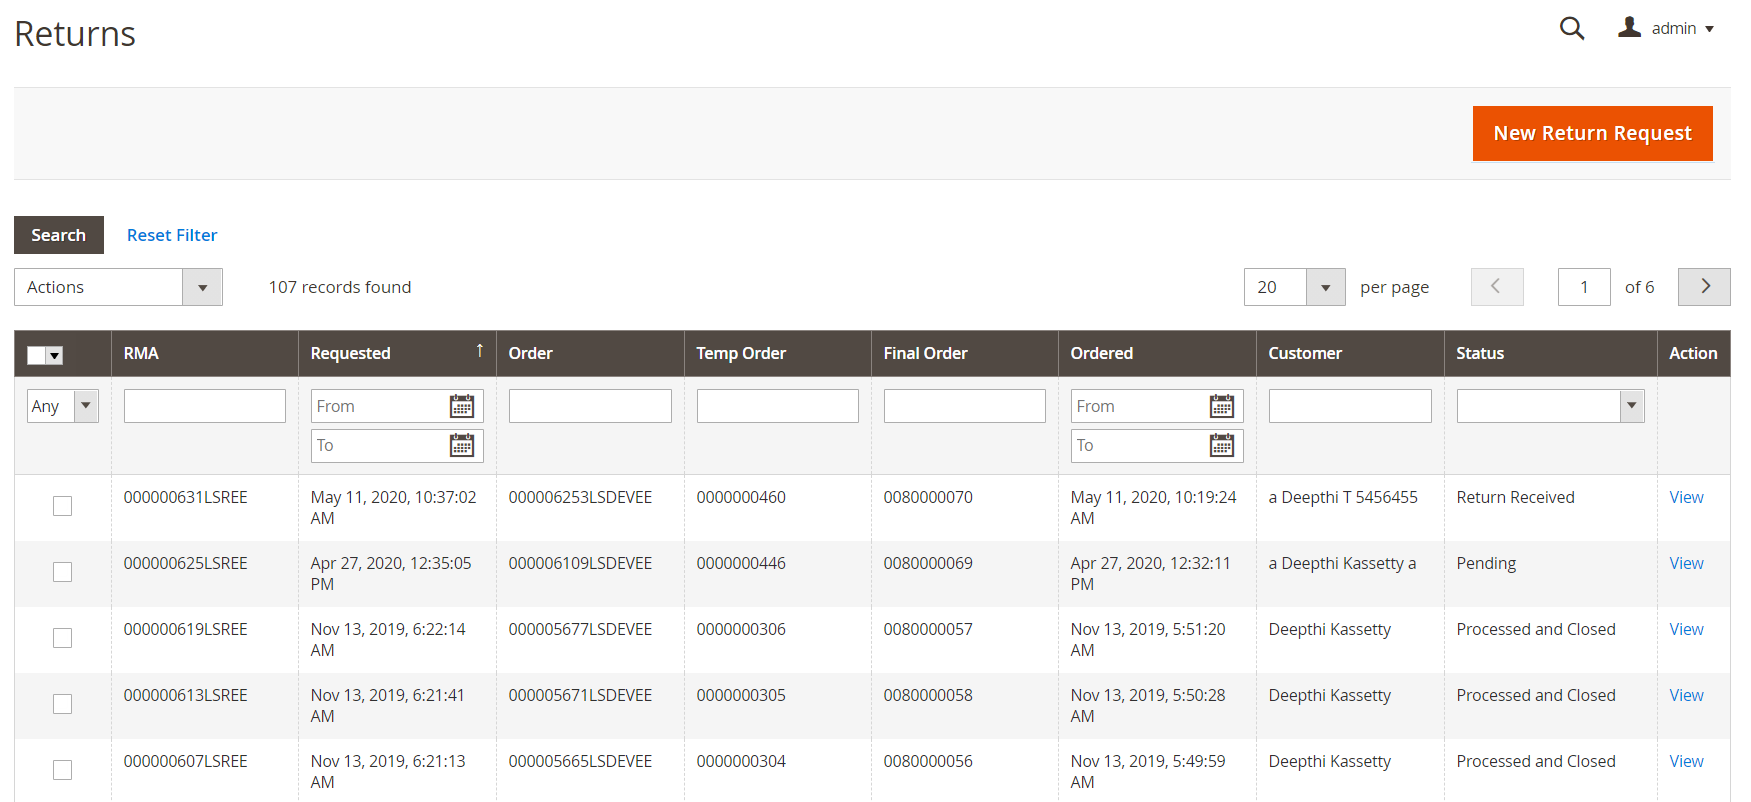 Returns
admin
New Return Request
Search Reset Filter
Actions 107 records found 20 per page 1 of 6
RMA Requested ↑ Order Temp Order Final Order Ordered Customer Status Action
Any From From
To To
000000631LSREE May 11, 2020, 10:37:02 000006253LSDEVEE 0000000460 0080000070 May 11, 2020, 10:19:24 a Deepthi T 5456455 Return Received View
AM AM
000000625LSREE Apr 27, 2020, 12:35:05 000006109LSDEVEE 0000000446 0080000069 Apr 27, 2020, 12:32:11 a Deepthi Kassetty a Pending View
PM PM
000000619LSREE Nov 13, 2019, 6:22:14 000005677LSDEVEE 0000000306 0080000057 Nov 13, 2019, 5:51:20 Deepthi Kassetty Processed and Closed View
AM AM
000000613LSREE Nov 13, 2019, 6:21:41 000005671LSDEVEE 0000000305 0080000058 Nov 13, 2019, 5:50:28 Deepthi Kassetty Processed and Closed View
AM AM
000000607LSREE Nov 13, 2019, 6:21:13 000005665LSDEVEE 0000000304 0080000056 Nov 13, 2019, 5:49:59 Deepthi Kassetty Processed and Closed View
AM AM